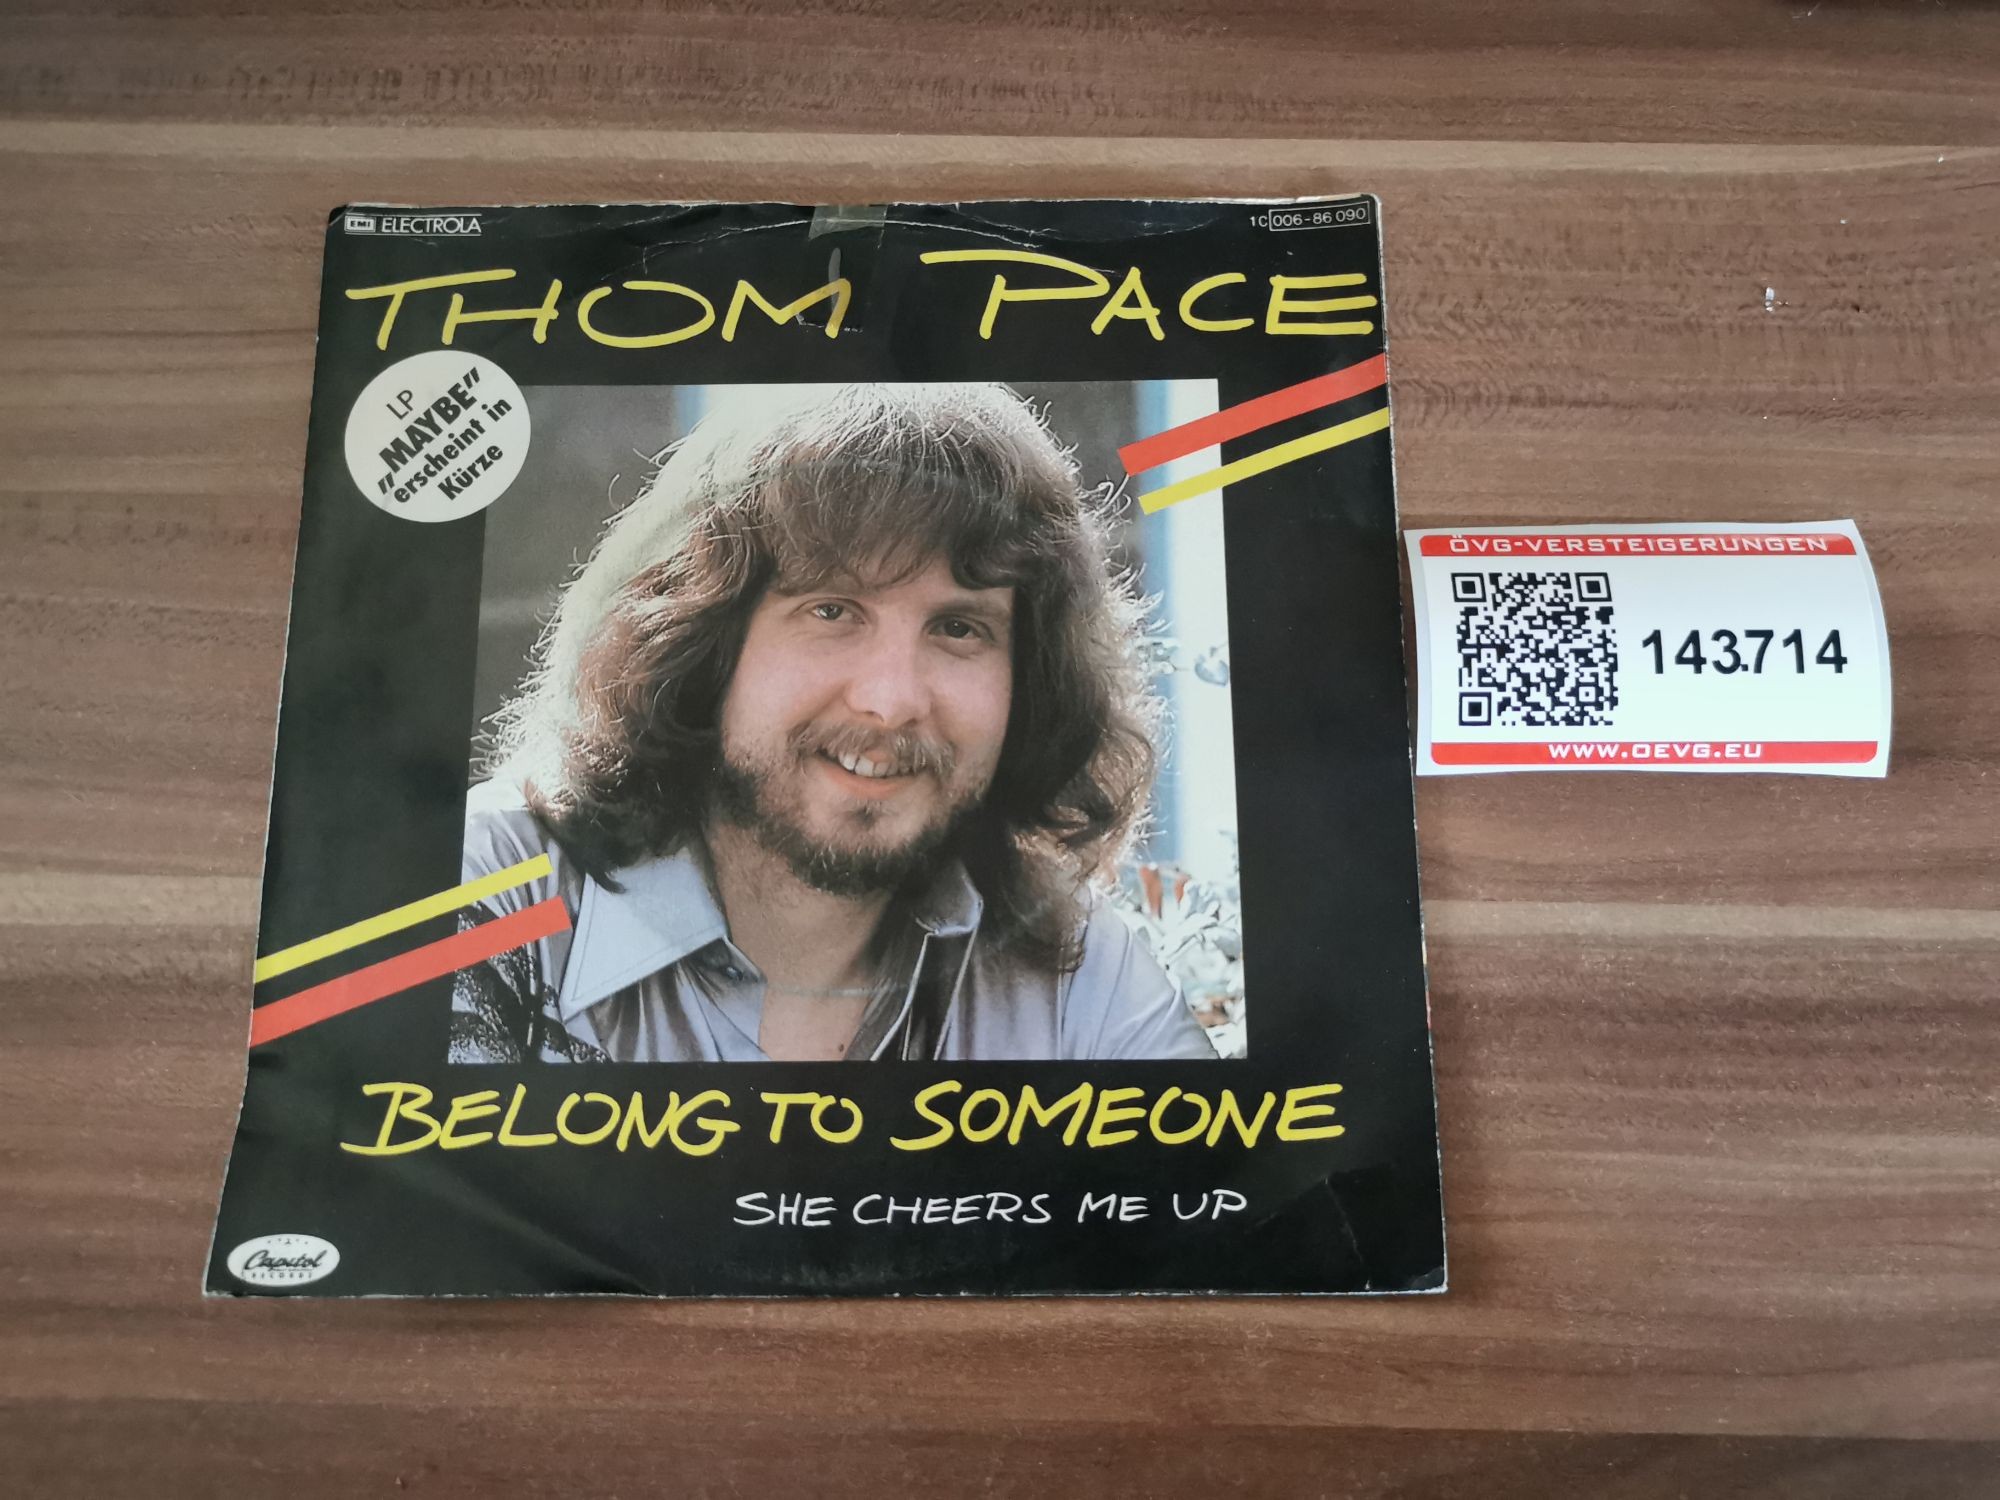 EMI ELECTROLA
1C 006-86 090
THOM PACE
LP
„MAYBE"
erscheint in
Kürze
BELONG TO SOMEONE
SHE CHEERS ME UP
Capitol
RECORDS
ÖVG-VERSTEIGERUNGEN
143.714
WWW.OEVG.EU